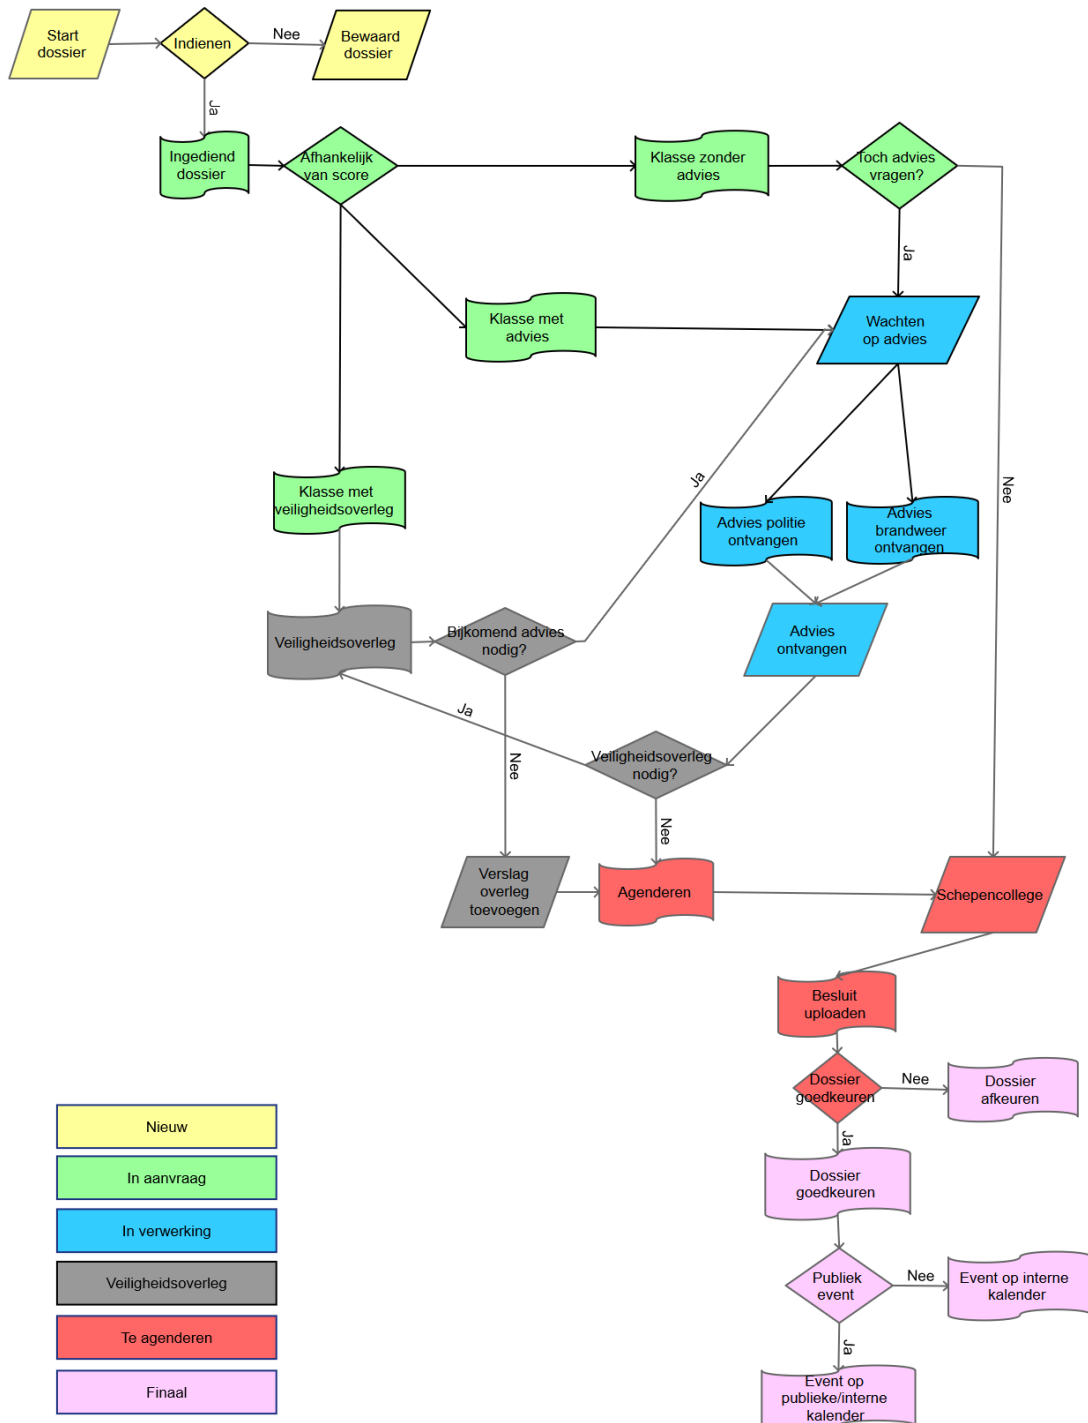 Start
dossier
Indienen
Nee
Bewaard
dossier
Ja
Ingediend
dossier
Afhankelijk
van score
Klasse zonder
advies
Toch advies
vragen?
Ja
Nee
Klasse met
advies
Wachten
op advies
Klasse met
veiligheidsoverleg
Ja
Advies politie
ontvangen
Advies
brandweer
ontvangen
Veiligheidsoverleg
Bijkomend advies
nodig?
Advies
ontvangen
Ja
Nee
Veiligheidsoverleg
nodig?
Nee
Verslag
overleg
toevoegen
Agenderen
Schepencollege
Besluit
uploaden
Dossier
goedkeuren
Nee
Dossier
afkeuren
Ja
Dossier
goedkeuren
Publiek
event
Nee
Event op interne
kalender
Ja
Event op
publieke/interne
kalender
Nieuw
In aanvraag
In verwerking
Veiligheidsoverleg
Te agenderen
Finaal